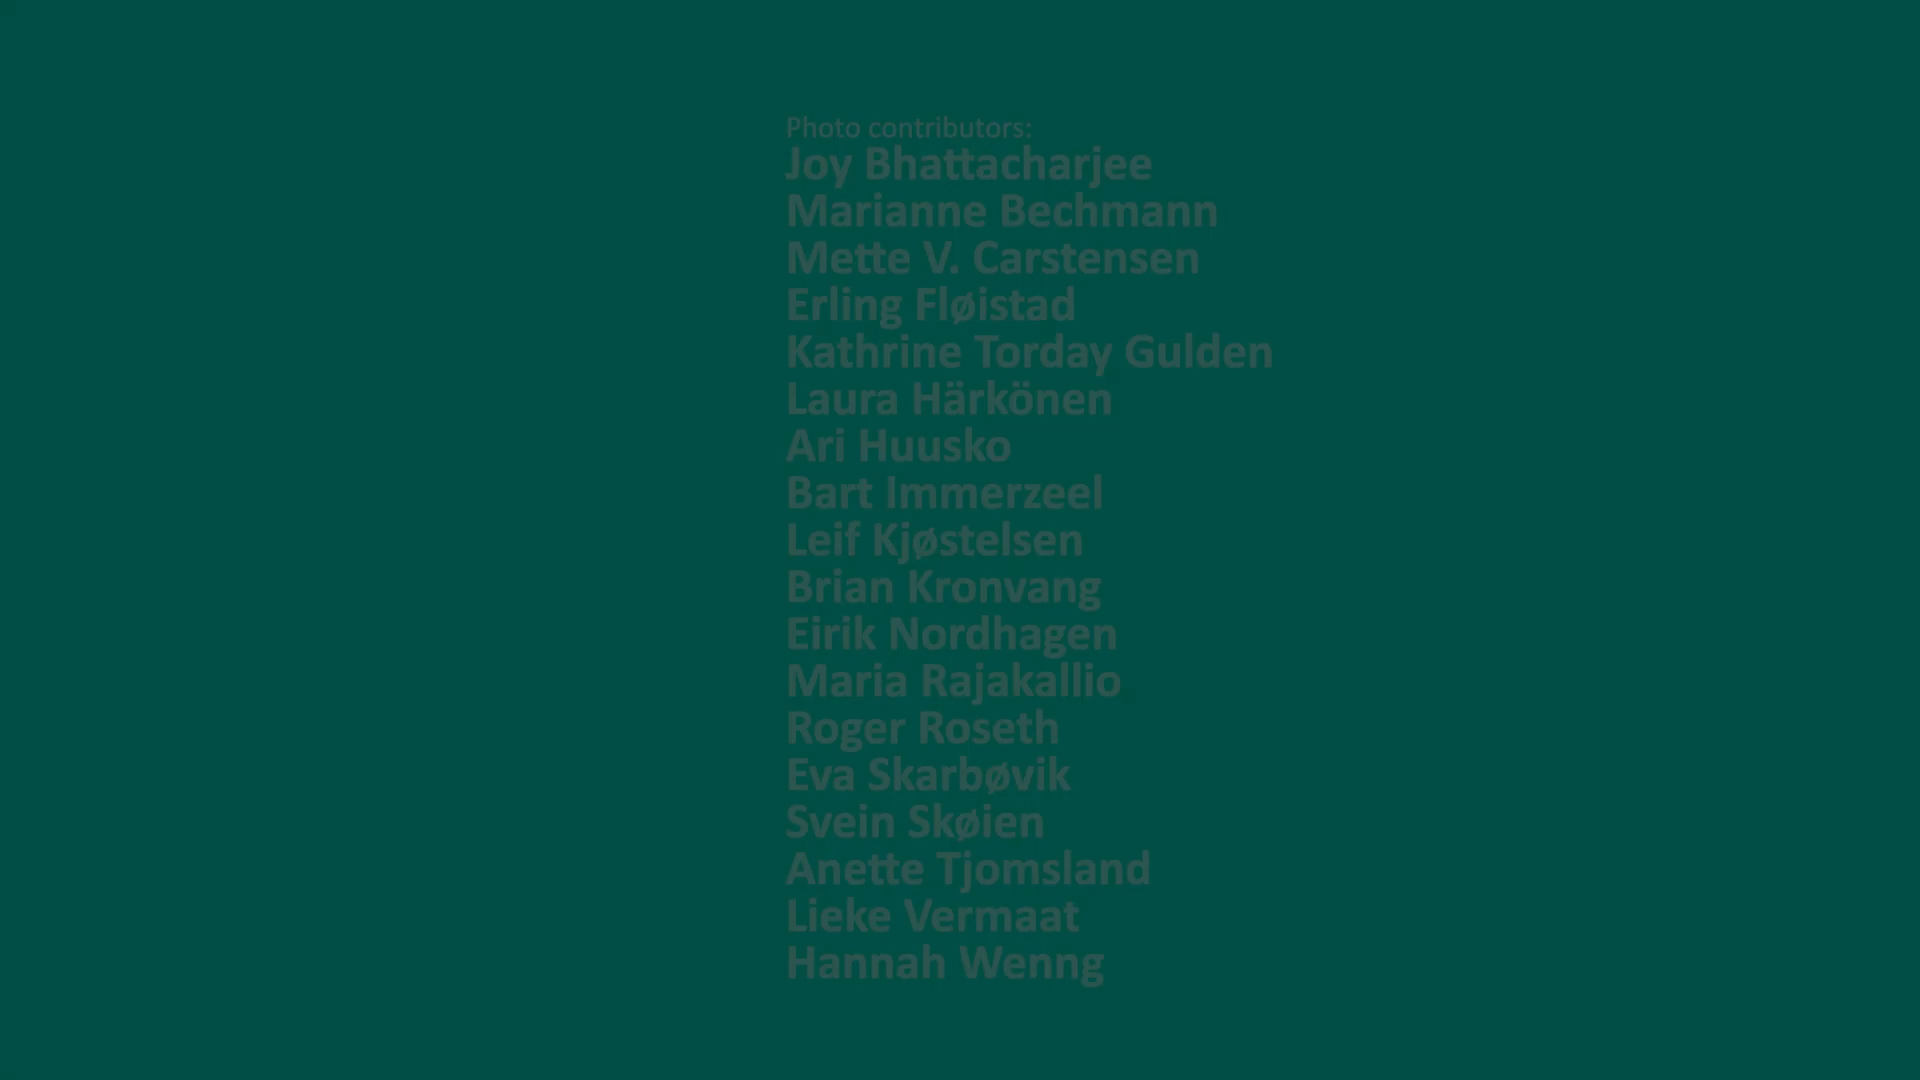 Photo contributors:
Joy Bhattacharjee
Marianne Bechmann
Mette V. Carstensen
Erling Fløistad
Kathrine Torday Gulden
Laura Härkönen
Ari Huusko
Bart Immerzeel
Leif Kjøstelsen
Brian Kronvang
Eirik Nordhagen
Maria Rajakallio
Roger Roseth
Eva Skarbøvik
Svein Skøien
Anette Tjomsland
Lieke Vermaat
Hannah Wenng